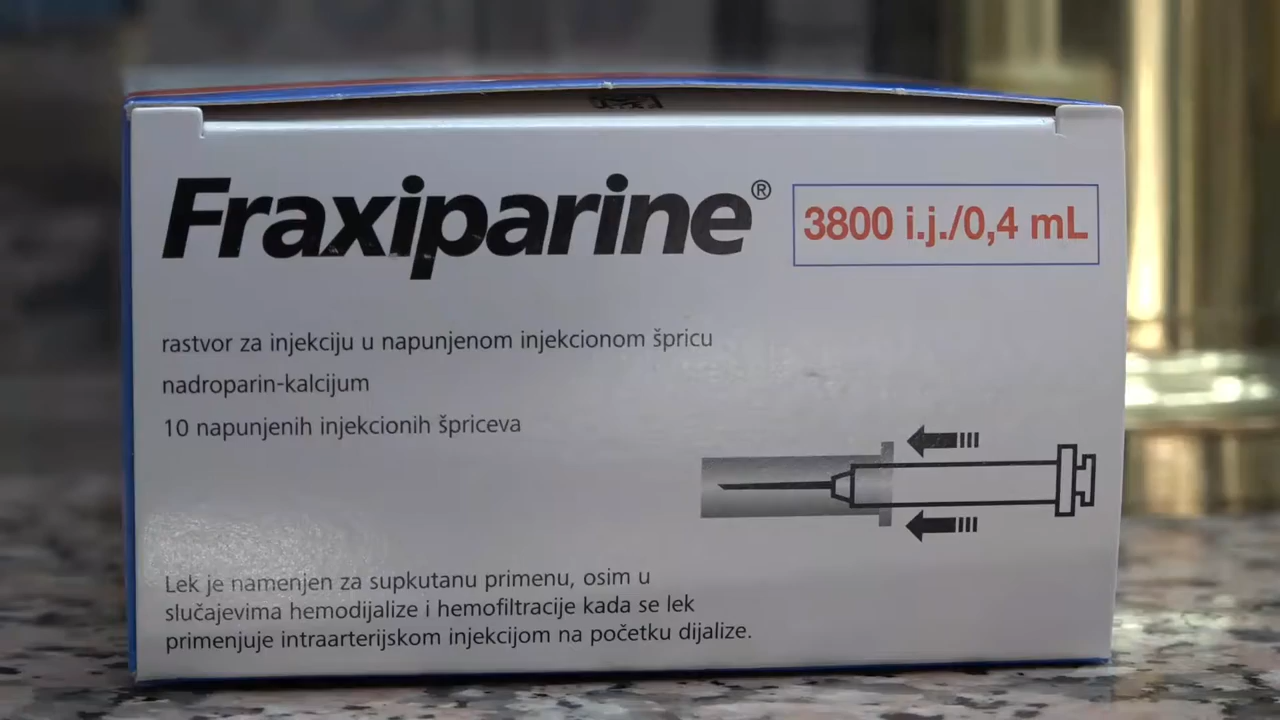 Fraxiparine® 3800 i.j./0,4 mL
rastvor za injekciju u napunjenom injekcionom špricu
nadroparin-kalcijum
10 napunjenih injekcionih špriceva
Lek je namenjen za supkutanu primenu, osim u
slučajevima hemodijalize i hemofiltracije kada se lek
primenjuje intraarterijskom injekcijom na početku dijalize.